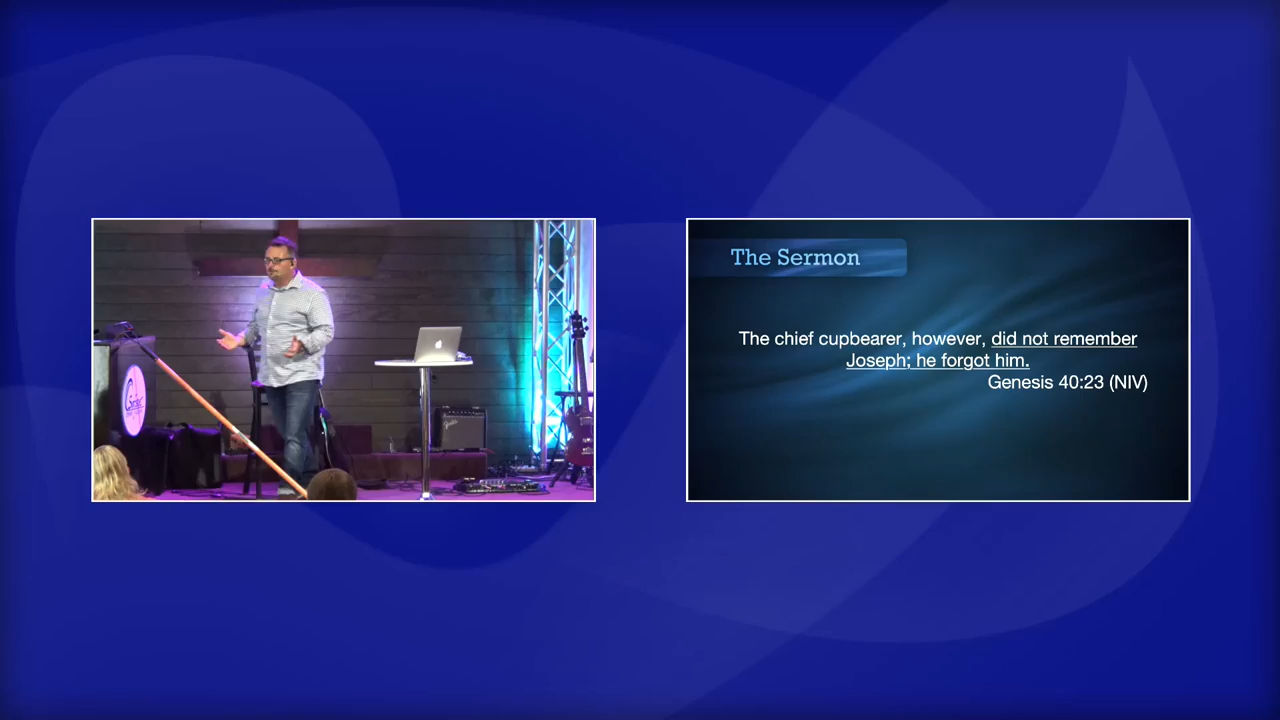 The Sermon
The chief cupbearer, however, did not remember
Joseph; he forgot him.
Genesis 40:23 (NIV)